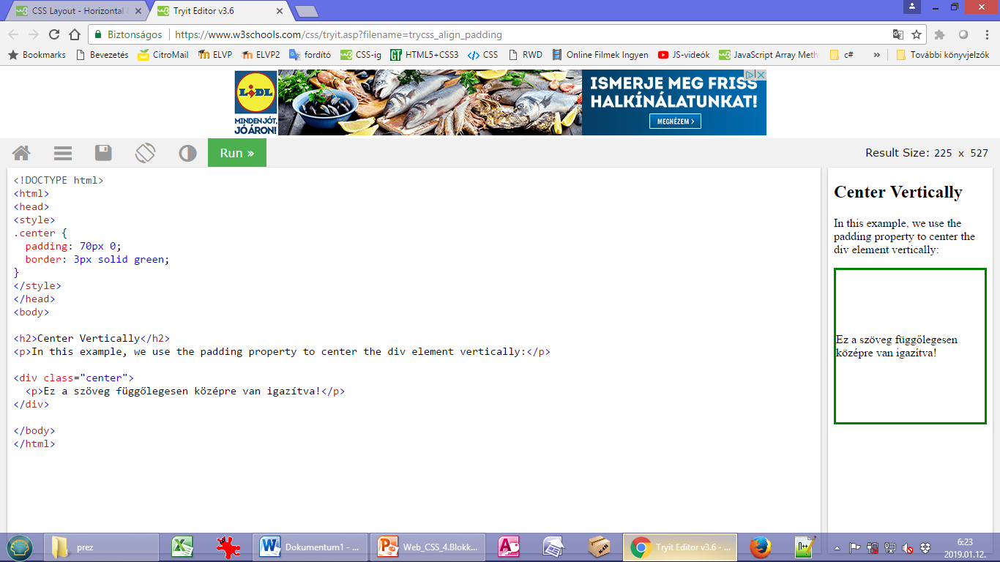 CSS Layout - Horizontal &
Tryit Editor v3.6
Biztonságos
https://www.w3schools.com/css/tryit.asp?filename=trycss_align_padding
Bookmarks
Bevezetés
CitroMail
ELVP
ELVP2
fordító
CSS-ig
HTML5+CSS3
CSS
RWD
Online Filmek Ingyen
JS-videók
JavaScript Array Meth
c#
»
További könyvjelzők
LIDL
MINDEN JÓT,
JÓ ÁRON!
ISMERJE MEG FRISS
HALKÍNÁLATUNKAT!
MEGNÉZEM >
Run »
Result Size: 225 x 527
<!DOCTYPE html>
<html>
<head>
<style>
.center {
  padding: 70px 0;
  border: 3px solid green;
}
</style>
</head>
<body>
<h2>Center Vertically</h2>
<p>In this example, we use the padding property to center the div element vertically:</p>
<div class="center">
  <p>Ez a szöveg függőlegesen középre van igazítva!</p>
</div>
</body>
</html>
Center Vertically
In this example, we use the
padding property to center the
div element vertically:
Ez a szöveg függőlegesen
középre van igazítva!
prez
Dokumentum1 - ...
Web_CSS_4.Blokk...
Tryit Editor v3.6 - ...
6:23
2019.01.12.